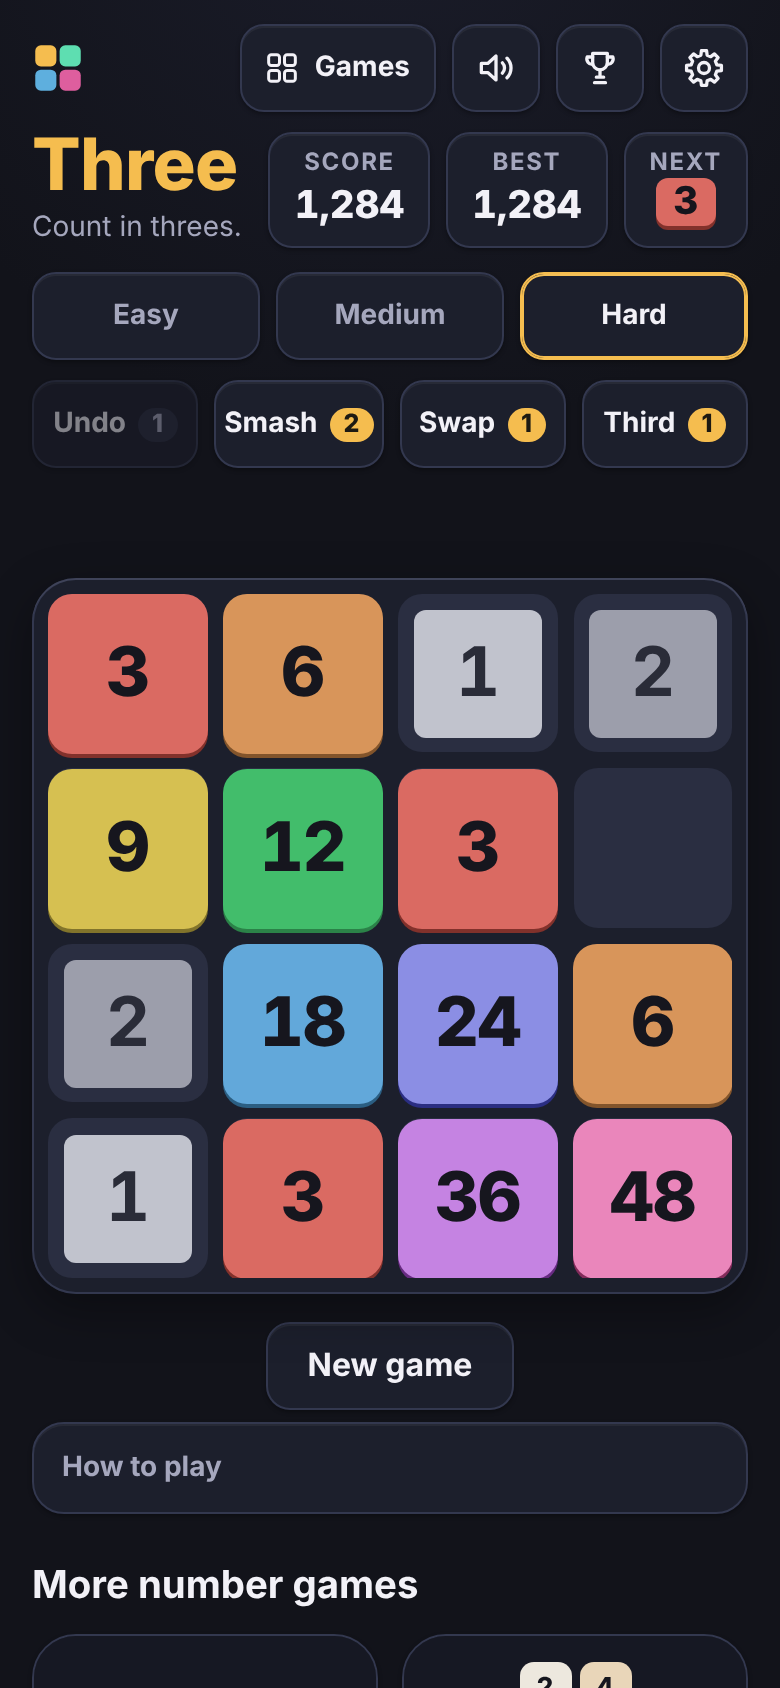 Games
Three
Count in threes.
SCORE
1,284
BEST
1,284
NEXT
3
Easy
Medium
Hard
Undo 1
Smash 2
Swap 1
Third 1
3 6 1 2
9 12 3
2 18 24 6
1 3 36 48
New game
How to play
More number games
2 4